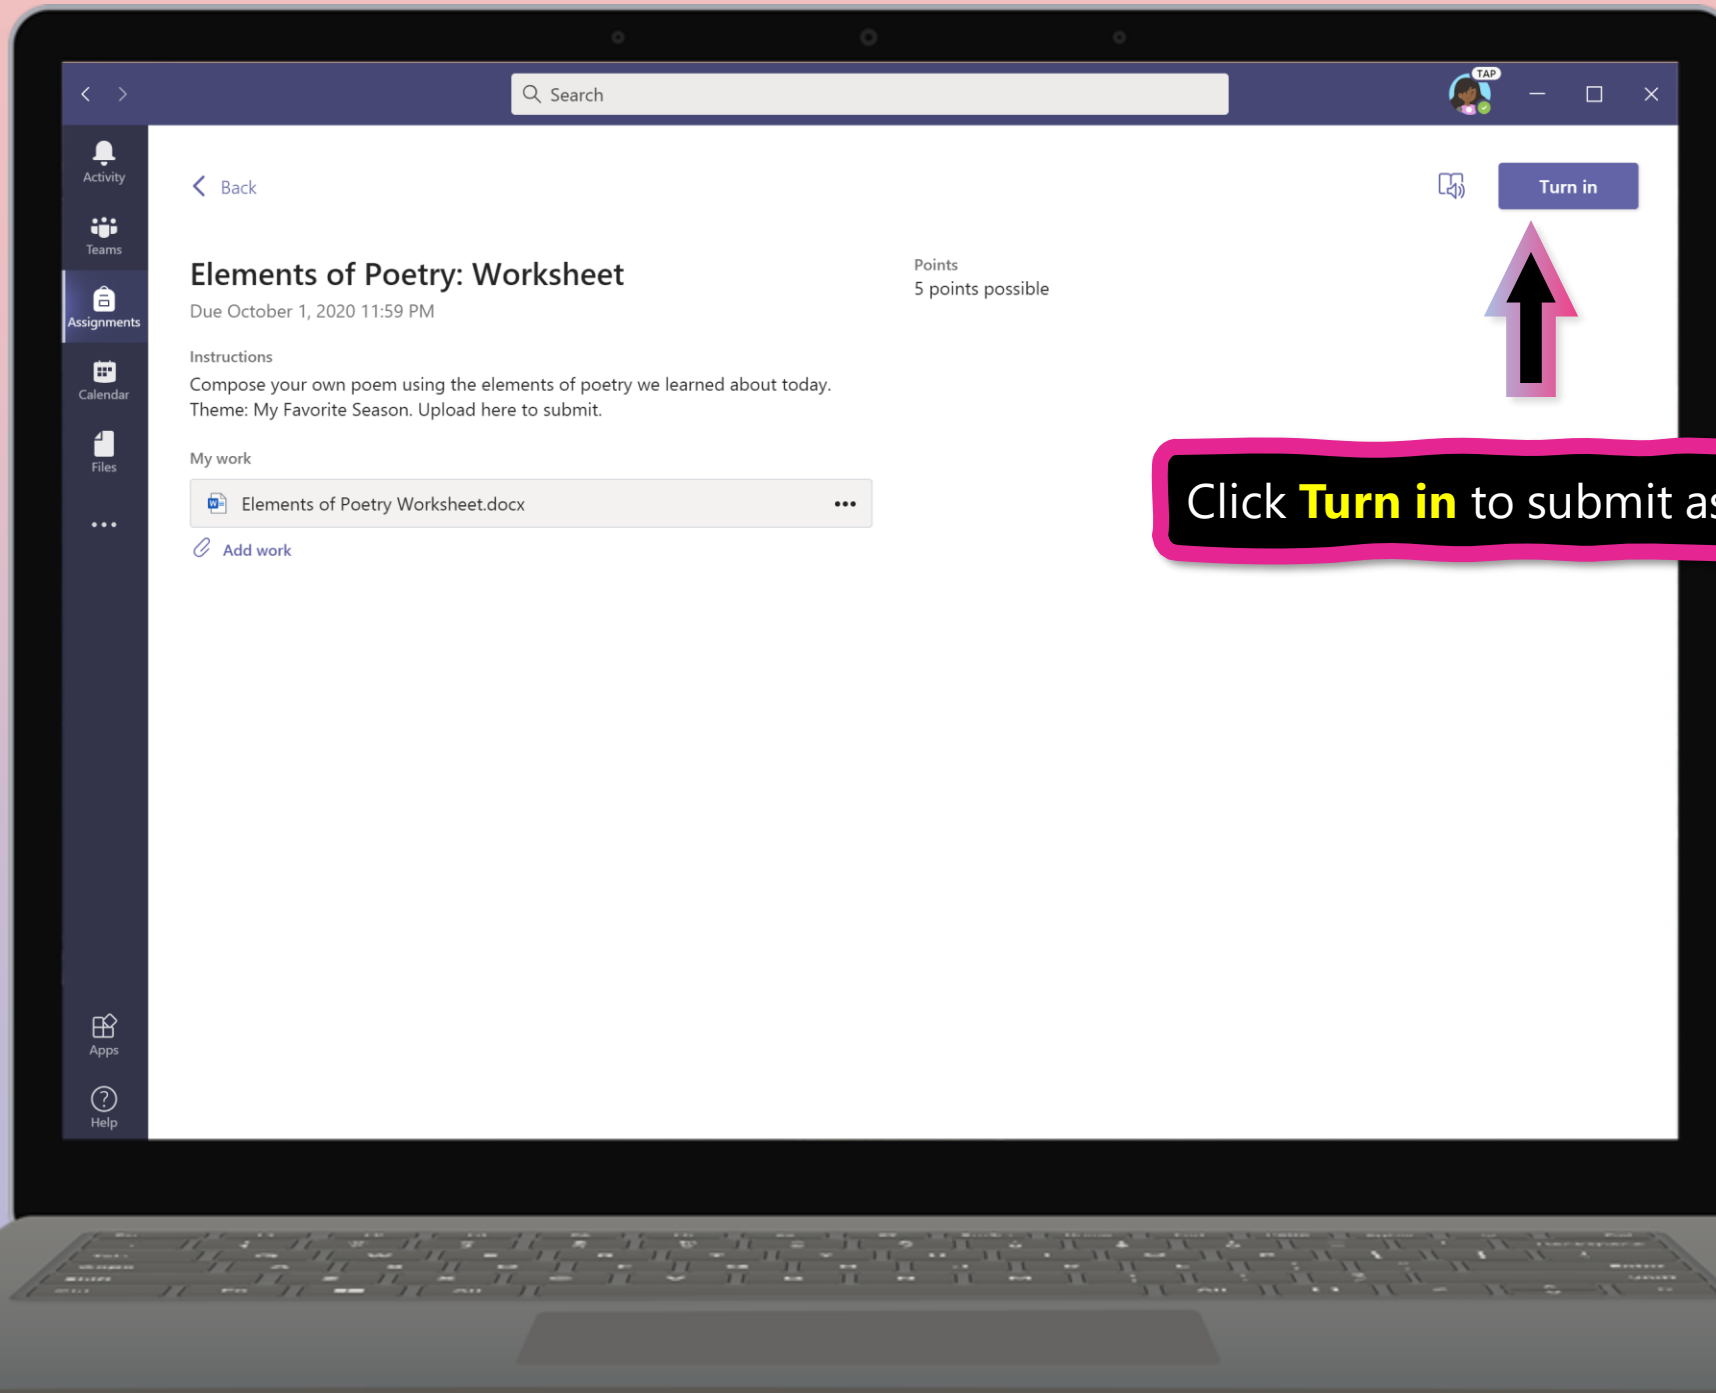 Search
TAP
Activity
Teams
Assignments
Calendar
Files
Apps
Help
Back
Turn in
Elements of Poetry: Worksheet
Due October 1, 2020 11:59 PM
Points
5 points possible
Instructions
Compose your own poem using the elements of poetry we learned about today.
Theme: My Favorite Season. Upload here to submit.
My work
Elements of Poetry Worksheet.docx
Add work
Click Turn in to submit